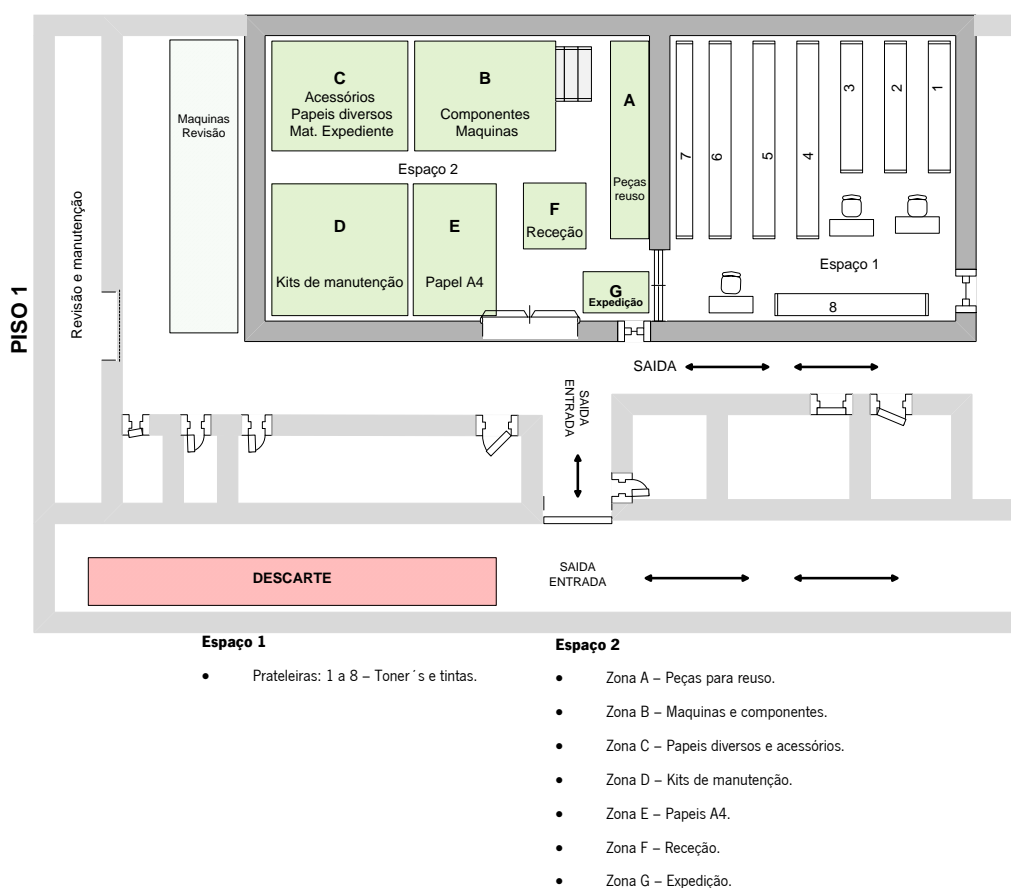 PISO 1
Revisão e manutenção
Maquinas
Revisão
C
Acessórios
Papeis diversos
Mat. Expediente
B
Componentes
Maquinas
A
Peças
reuso
Espaço 2
D
Kits de manutenção
E
Papel A4
F
Receção
G
Expedição
7
6
5
4
3
2
1
Espaço 1
8
SAIDA
SAIDA
ENTRADA
DESCARTE
SAIDA
ENTRADA
Espaço 1
• Prateleiras: 1 a 8 – Toner´s e tintas.
Espaço 2
• Zona A – Peças para reuso.
• Zona B – Maquinas e componentes.
• Zona C – Papeis diversos e acessórios.
• Zona D – Kits de manutenção.
• Zona E – Papeis A4.
• Zona F – Receção.
• Zona G – Expedição.